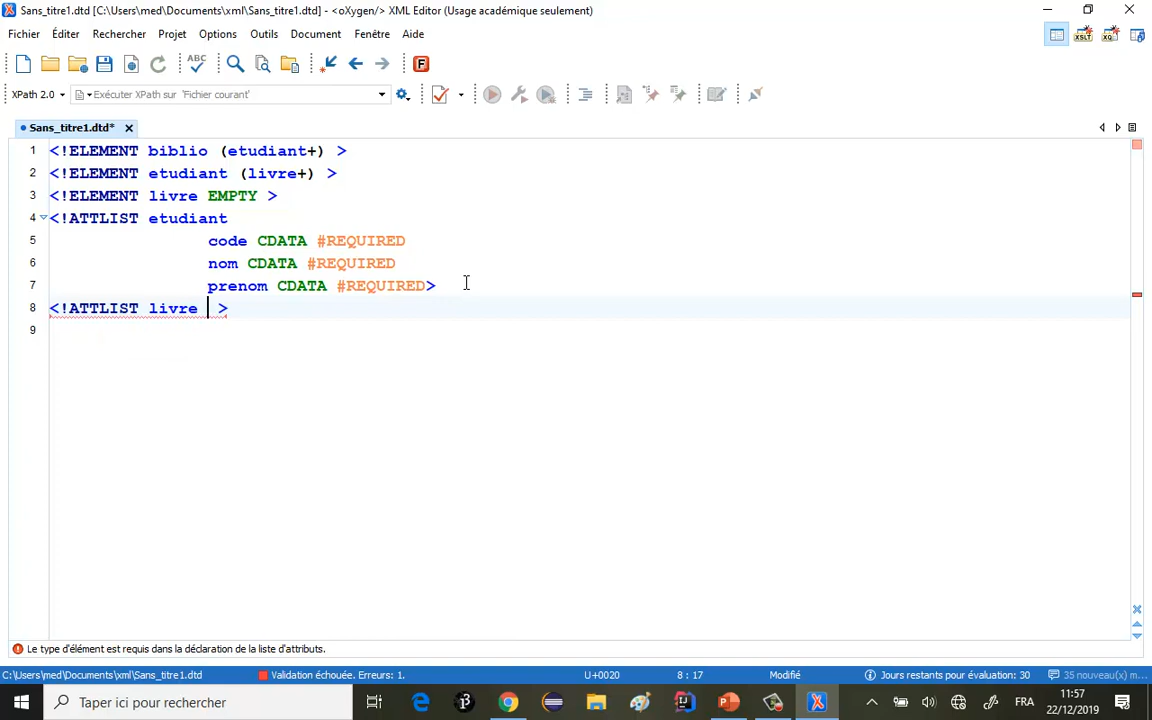 Sans_titre1.dtd [C:\Users\med\Documents\xml\Sans_titre1.dtd] - <oXygen/> XML Editor (Usage académique seulement)
Fichier Éditer Rechercher Projet Options Outils Document Fenêtre Aide
ABC
F
XSLT
XQ
XPath 2.0 Exécuter XPath sur 'Fichier courant'
Sans_titre1.dtd*
1 <!ELEMENT biblio (etudiant+) >
2 <!ELEMENT etudiant (livre+) >
3 <!ELEMENT livre EMPTY >
4 <!ATTLIST etudiant
5 code CDATA #REQUIRED
6 nom CDATA #REQUIRED
7 prenom CDATA #REQUIRED>
8 <!ATTLIST livre >
9
Le type d'élément est requis dans la déclaration de la liste d'attributs.
C:\Users\med\Documents\xml\Sans_titre1.dtd Validation échouée. Erreurs: 1. U+0020 8 : 17 Modifié Jours restants pour évaluation: 30 35 nouveau(x) m...
Taper ici pour rechercher
FRA
11:57
22/12/2019